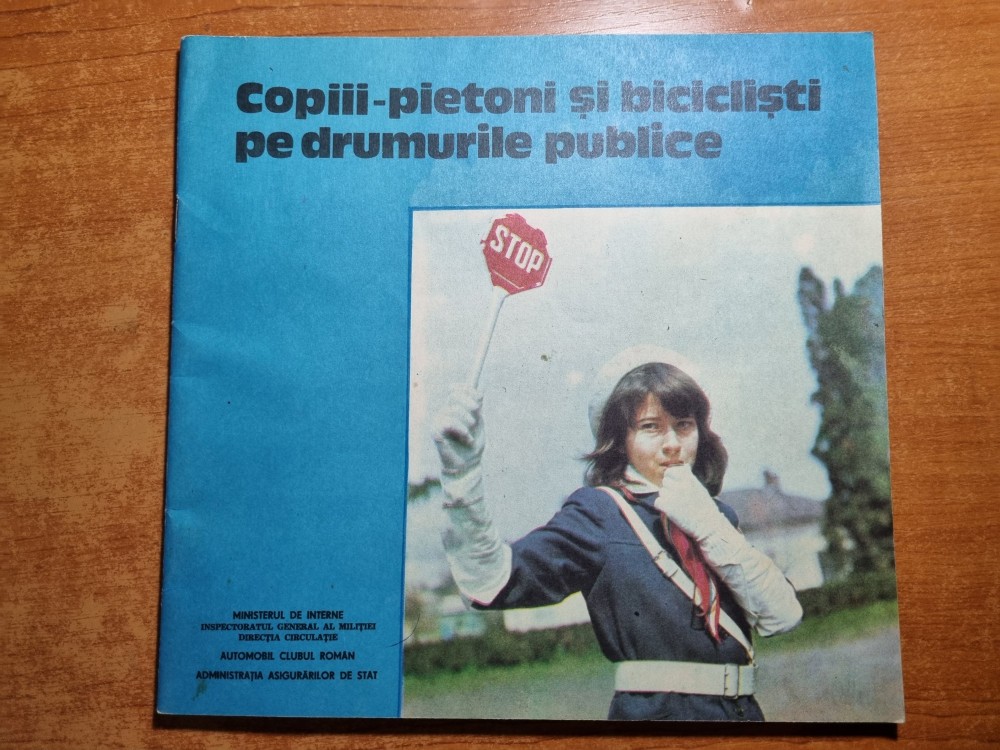 Copiii-pietoni și bicicliști
pe drumurile publice
STOP
MINISTERUL DE INTERNE
INSPECTORATUL GENERAL AL MILIȚIEI
DIRECȚIA CIRCULAȚIE
AUTOMOBIL CLUBUL ROMÂN
ADMINISTRAȚIA ASIGURĂRILOR DE STAT